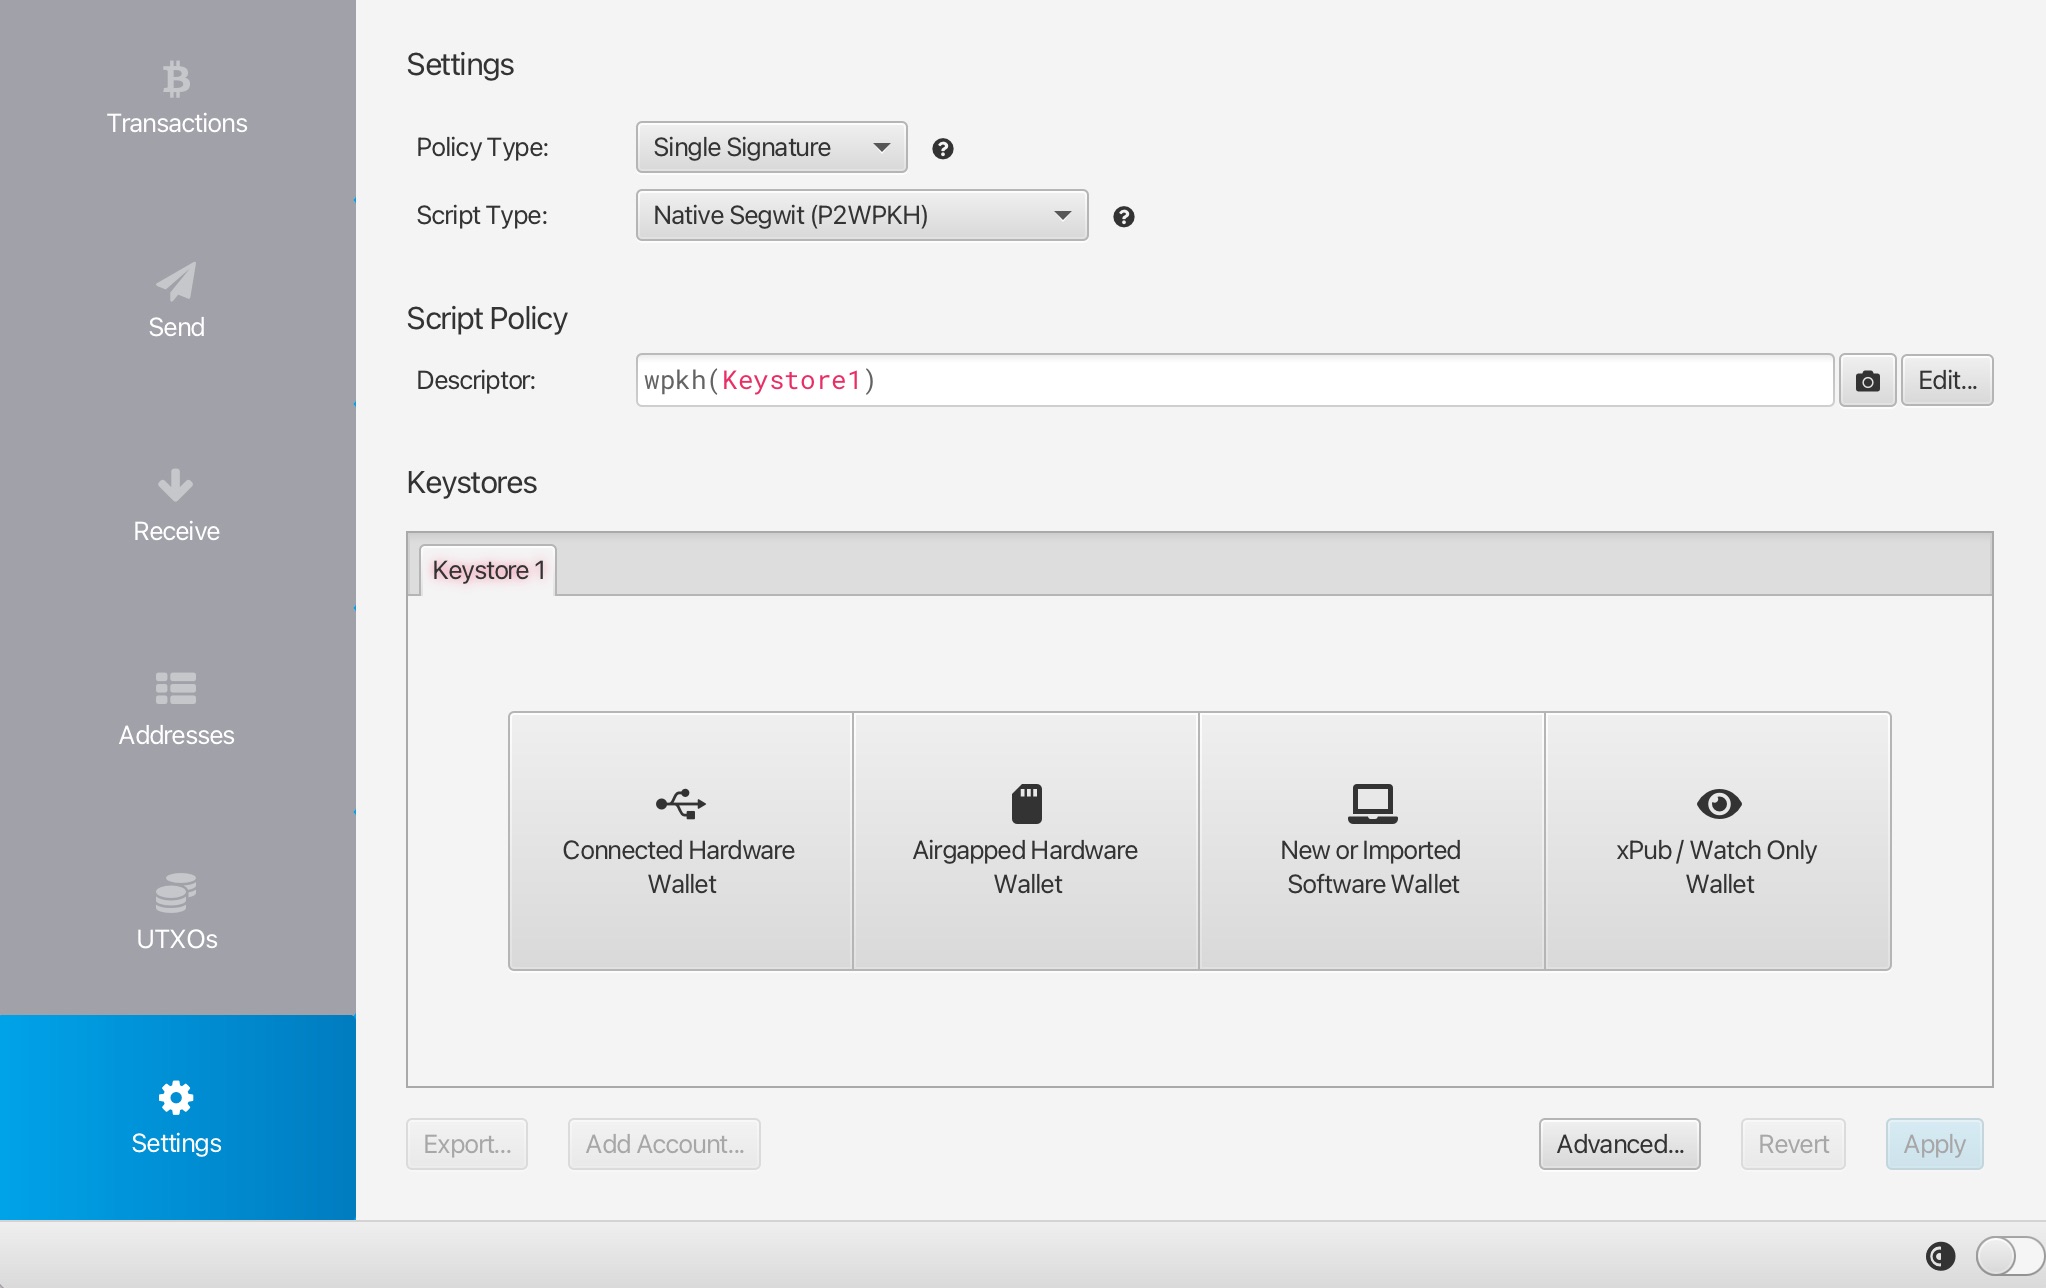 Transactions
Send
Receive
Addresses
UTXOs
Settings
Settings
Policy Type:
Single Signature
Script Type:
Native Segwit (P2WPKH)
Script Policy
Descriptor:
wpkh(Keystore1)
Edit...
Keystores
Keystore 1
Connected Hardware
Wallet
Airgapped Hardware
Wallet
New or Imported
Software Wallet
xPub / Watch Only
Wallet
Export...
Add Account...
Advanced...
Revert
Apply